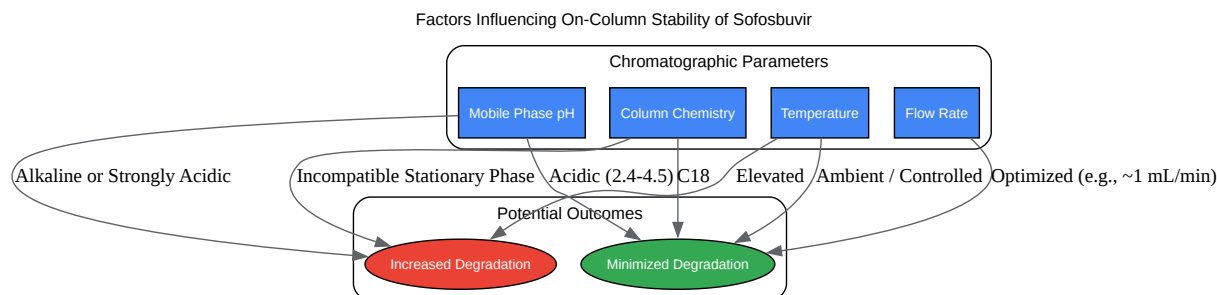 Factors Influencing On-Column Stability of Sofosbuvir
Chromatographic Parameters
Mobile Phase pH
Column Chemistry
Temperature
Flow Rate
Alkaline or Strongly Acidic
Incompatible Stationary Phase
Acidic (2.4-4.5)
C18
Elevated
Ambient / Controlled
Optimized (e.g., ~1 mL/min)
Potential Outcomes
Increased Degradation
Minimized Degradation